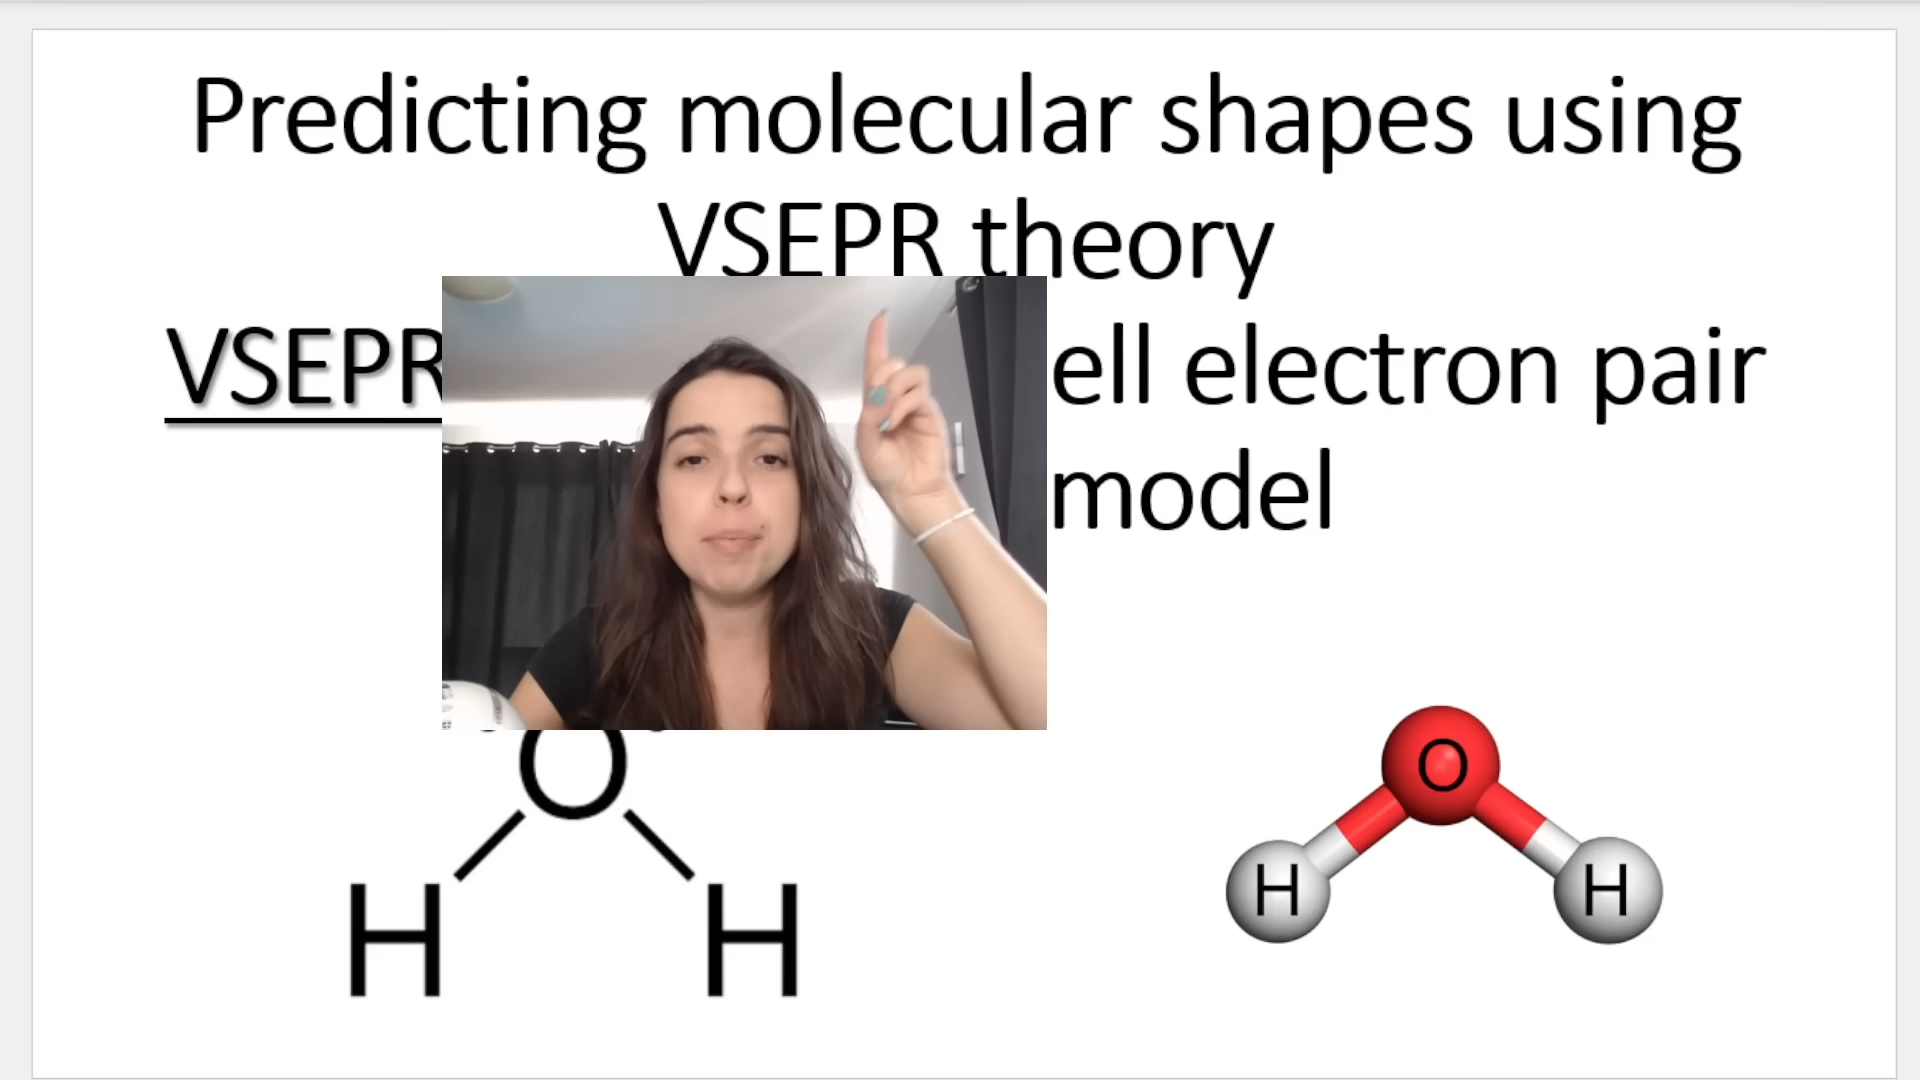 Predicting molecular shapes using
VSEPR theory
VSEPR ell electron pair
model
O
H H
O
H H